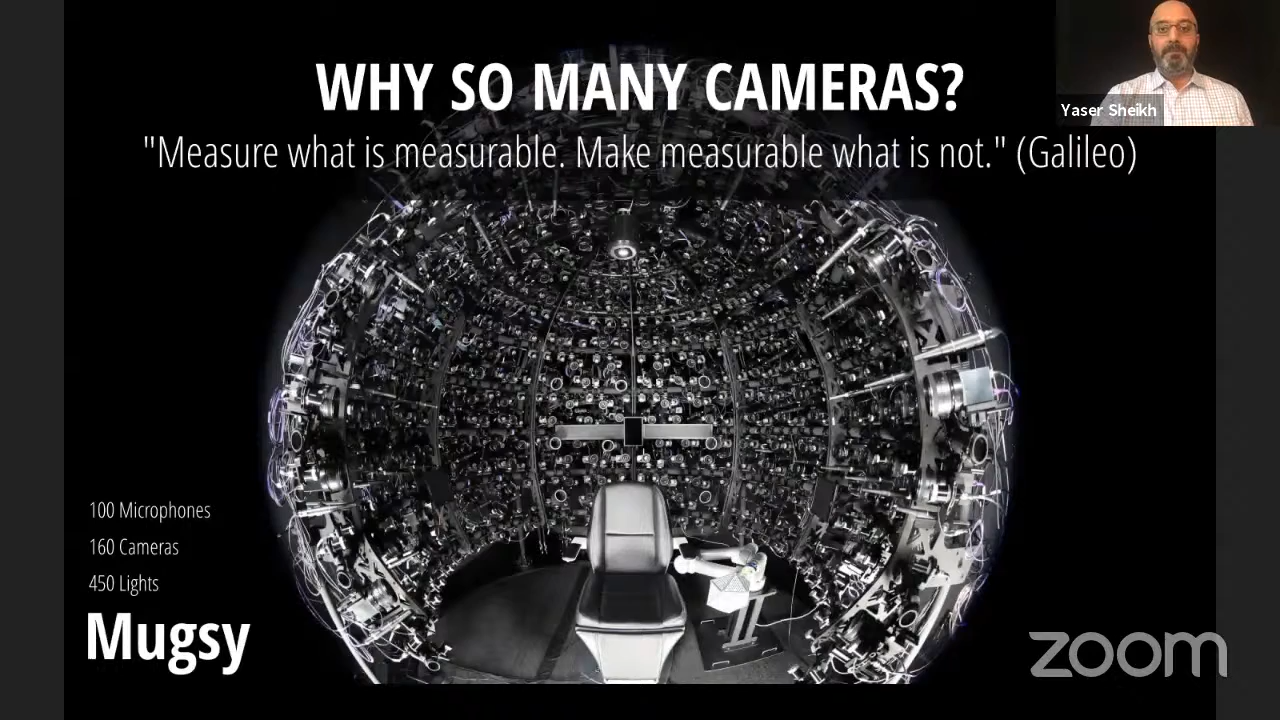 WHY SO MANY CAMERAS?
"Measure what is measurable. Make measurable what is not." (Galileo)
Yaser Sheikh
100 Microphones
160 Cameras
450 Lights
Mugsy
zoom